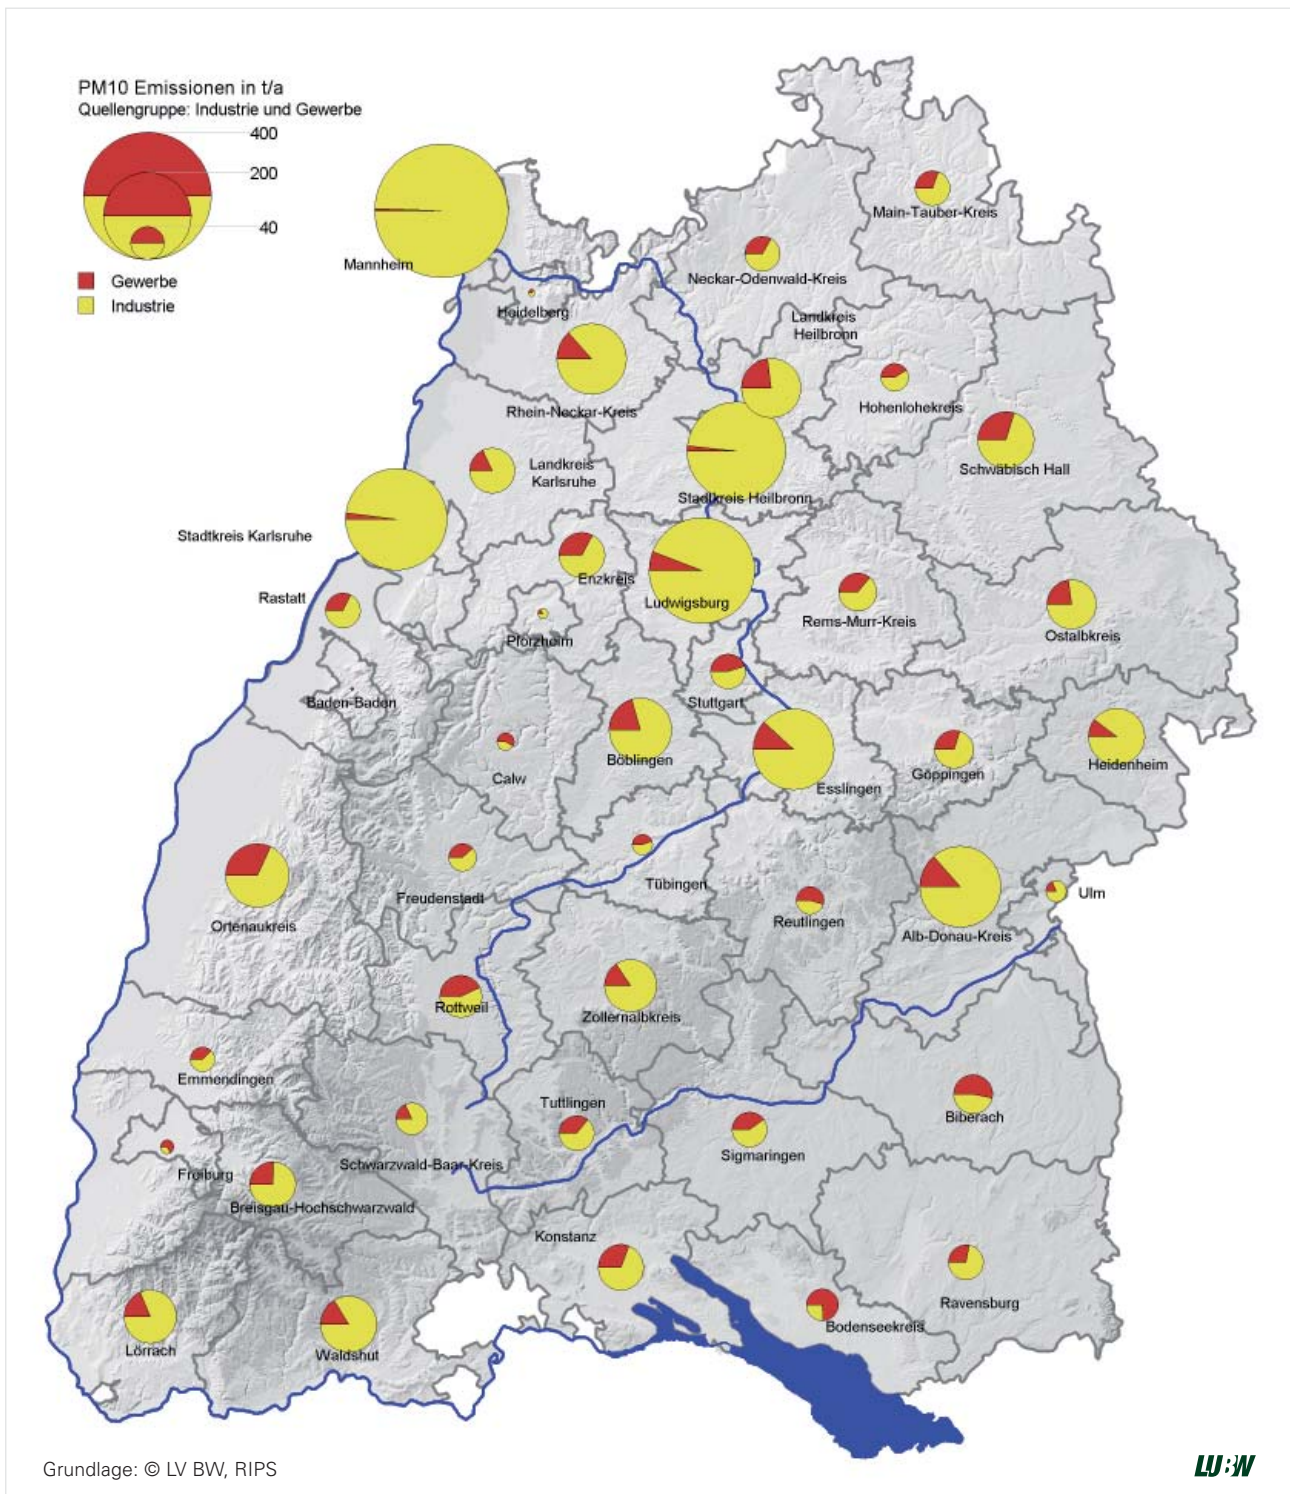 PM10 Emissionen in t/a
Quellengruppe: Industrie und Gewerbe
400
200
40
Gewerbe
Industrie
Main-Tauber-Kreis
Mannheim
Neckar-Odenwald-Kreis
Heidelberg
Landkreis
Heilbronn
Rhein-Neckar-Kreis
Hohenlohekreis
Landkreis
Karlsruhe
Schwäbisch Hall
Stadtkreis Heilbronn
Stadtkreis Karlsruhe
Enzkreis
Rastatt
Ludwigsburg
Rems-Murr-Kreis
Ostalbkreis
Pforzheim
Baden-Baden
Stuttgart
Böblingen
Heidenheim
Calw
Göppingen
Esslingen
Tübingen
Ulm
Freudenstadt
Reutlingen
Ortenaukreis
Alb-Donau-Kreis
Rottweil
Zollernalbkreis
Emmendingen
Tuttlingen
Biberach
Sigmaringen
Schwarzwald-Baar-Kreis
Freiburg
Breisgau-Hochschwarzwald
Konstanz
Ravensburg
Bodenseekreis
Lörrach
Waldshut
Grundlage: © LV BW, RIPS
LUBW